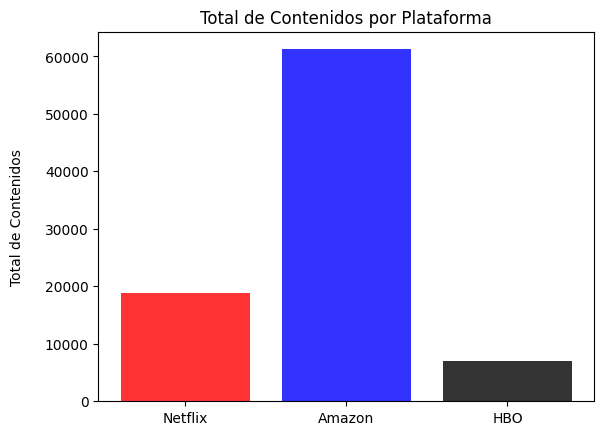 Total de Contenidos por Plataforma
Total de Contenidos
60000
50000
40000
30000
20000
10000
0
Netflix
Amazon
HBO